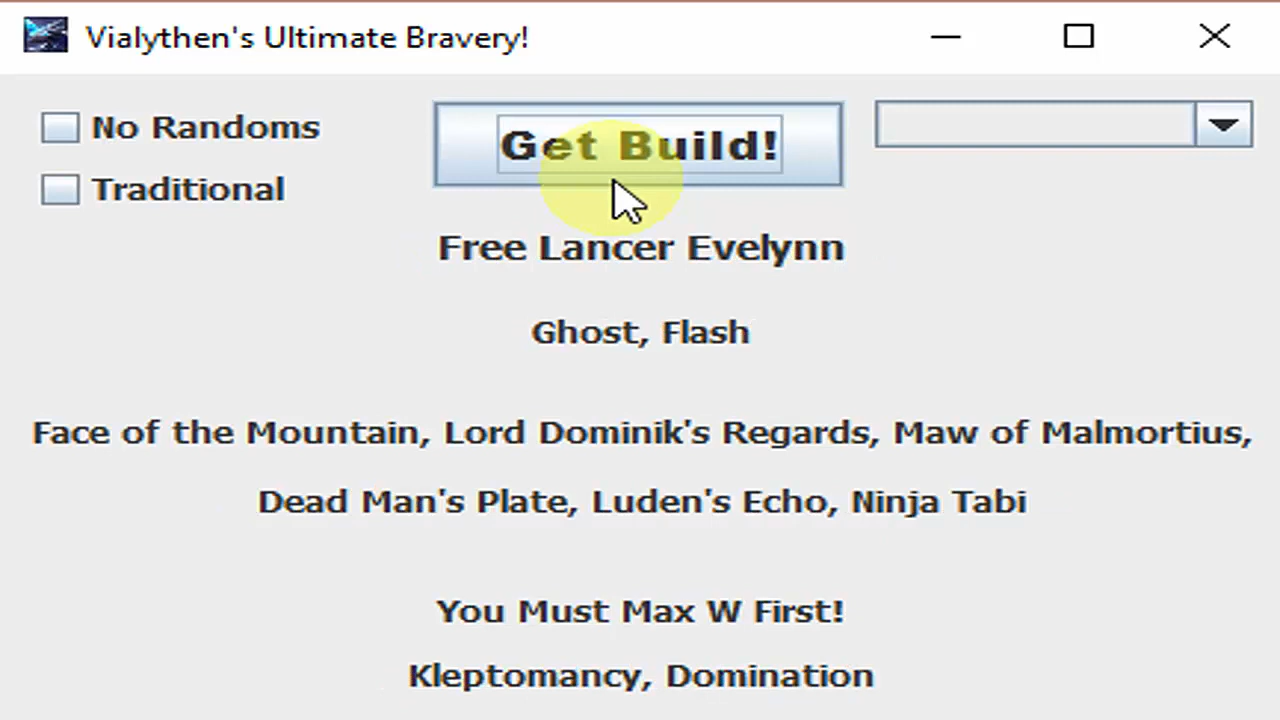 Vialythen's Ultimate Bravery!
No Randoms
Get Build!
Traditional
Free Lancer Evelynn
Ghost, Flash
Face of the Mountain, Lord Dominik's Regards, Maw of Malmortius,
Dead Man's Plate, Luden's Echo, Ninja Tabi
You Must Max W First!
Kleptomancy, Domination